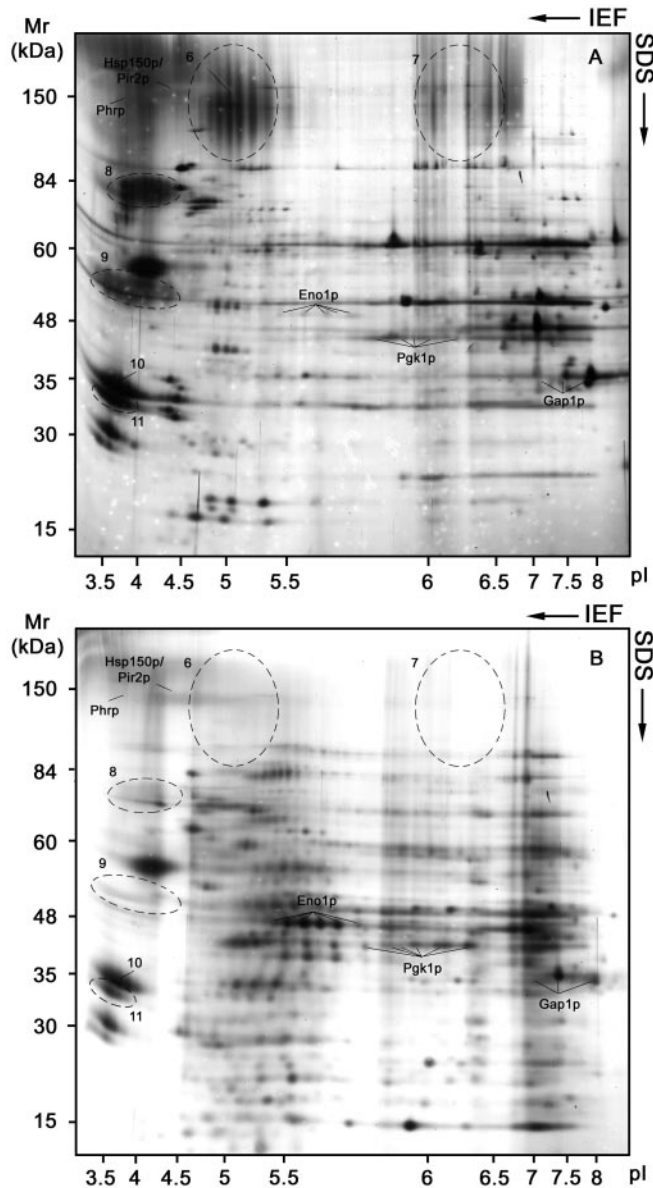 Mr
(kDa)
IEF
SDS
A
Hsp150p/
Pir2p
6
7
Phrp
150
8
84
60
9
Eno1p
48
Pgk1p
10
35
Gap1p
11
30
15
3.5 4 4.5 5 5.5 6 6.5 7 7.5 8 pI
Mr
(kDa)
IEF
SDS
B
Hsp150p/
Pir2p
6
7
150
Phrp
8
84
60
9
Eno1p
48
Pgk1p
10
35
Gap1p
11
30
15
3.5 4 4.5 5 5.5 6 6.5 7 7.5 8 pI